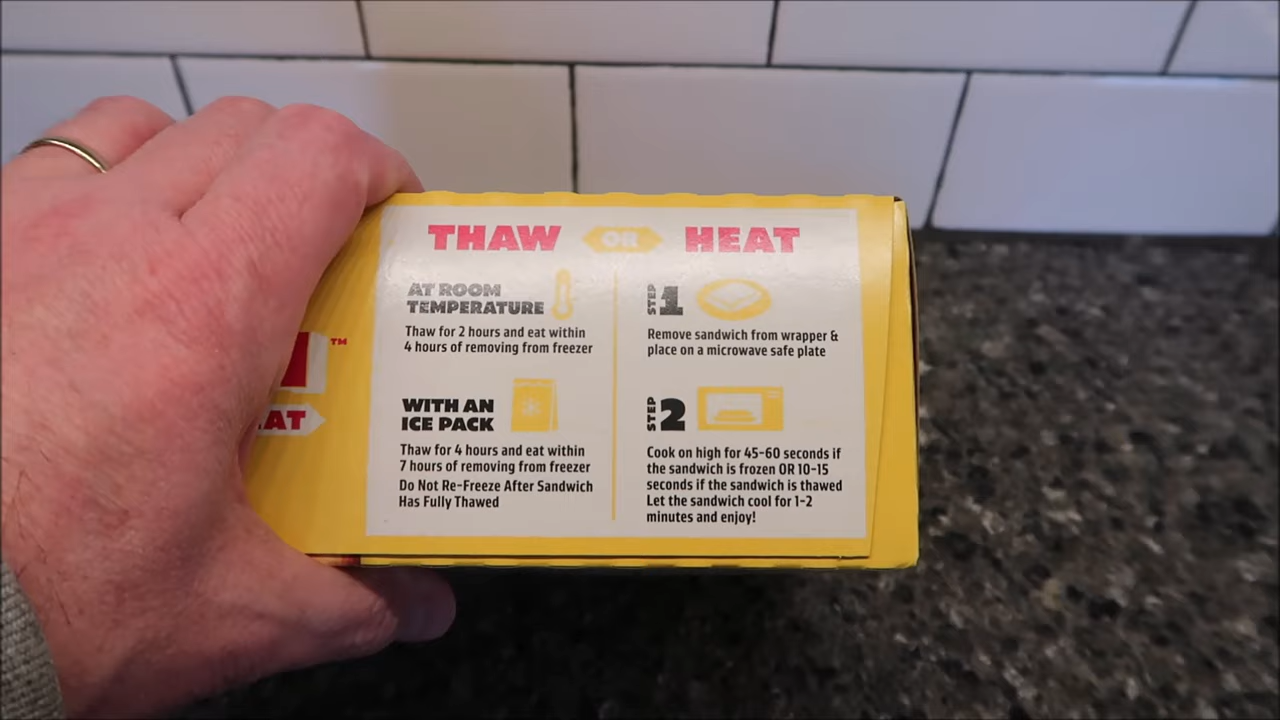 THAW OR HEAT
AT ROOM
TEMPERATURE
Thaw for 2 hours and eat within
4 hours of removing from freezer
WITH AN
ICE PACK
Thaw for 4 hours and eat within
7 hours of removing from freezer
Do Not Re-Freeze After Sandwich
Has Fully Thawed
STEP 1
Remove sandwich from wrapper &
place on a microwave safe plate
STEP 2
Cook on high for 45-60 seconds if
the sandwich is frozen OR 10-15
seconds if the sandwich is thawed
Let the sandwich cool for 1-2
minutes and enjoy!
TM